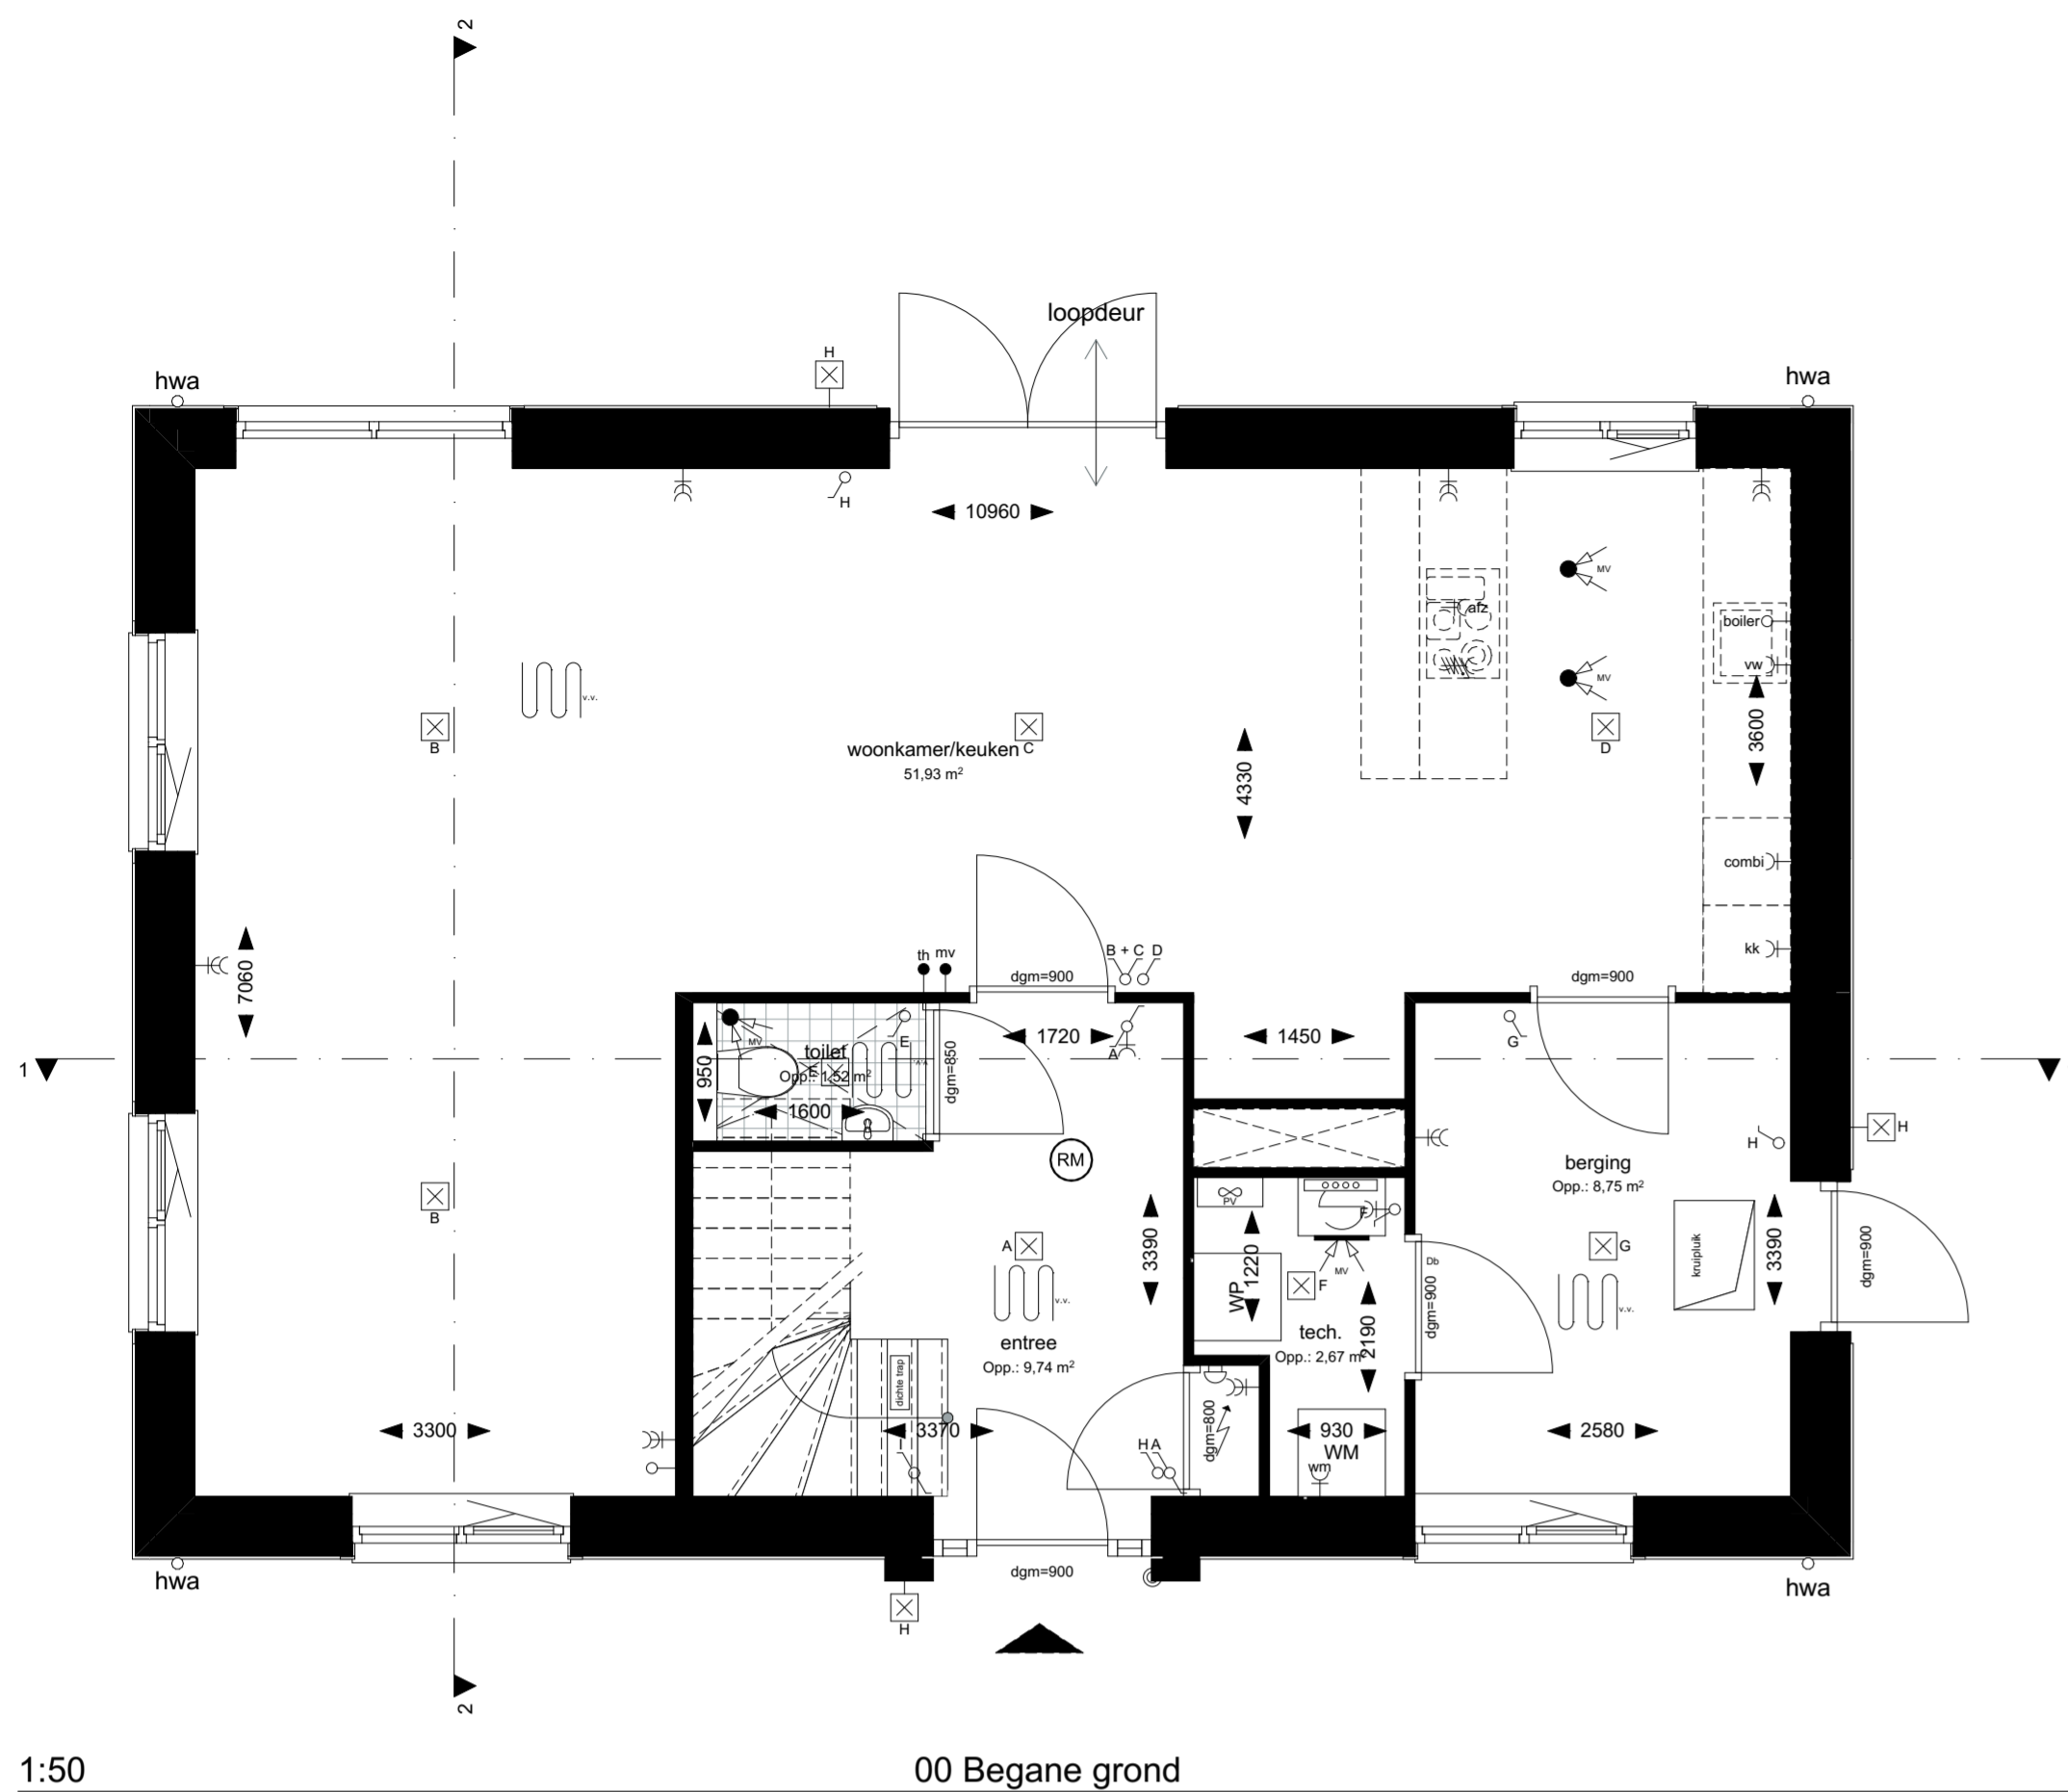 2
loopdeur
H
hwa
hwa
H
10960
MV
afz
boiler
vw
MV
v.v.
B
C
D
woonkamer/keuken
51,93 m²
3600
4330
combi
kk
th mv
B + C D
dgm=900
dgm=900
7060
1720
A
1450
G
1
950
MV
toilet
E
E
Opp.: 1,52 m²
dgm=850
1600
RM
H
H
berging
Opp.: 8,75 m²
B
PV
F
A
3390
1220
WP
F
MV
Db
dgm=900
G
kruipluik
3390
dgm=900
v.v.
v.v.
entree
Opp.: 9,74 m²
tech.
Opp.: 2,67 m²
2190
dichte trap
3300
3370
I
H A
dgm=800
930
WM
wm
2580
hwa
dgm=900
hwa
H
2
1:50
00 Begane grond